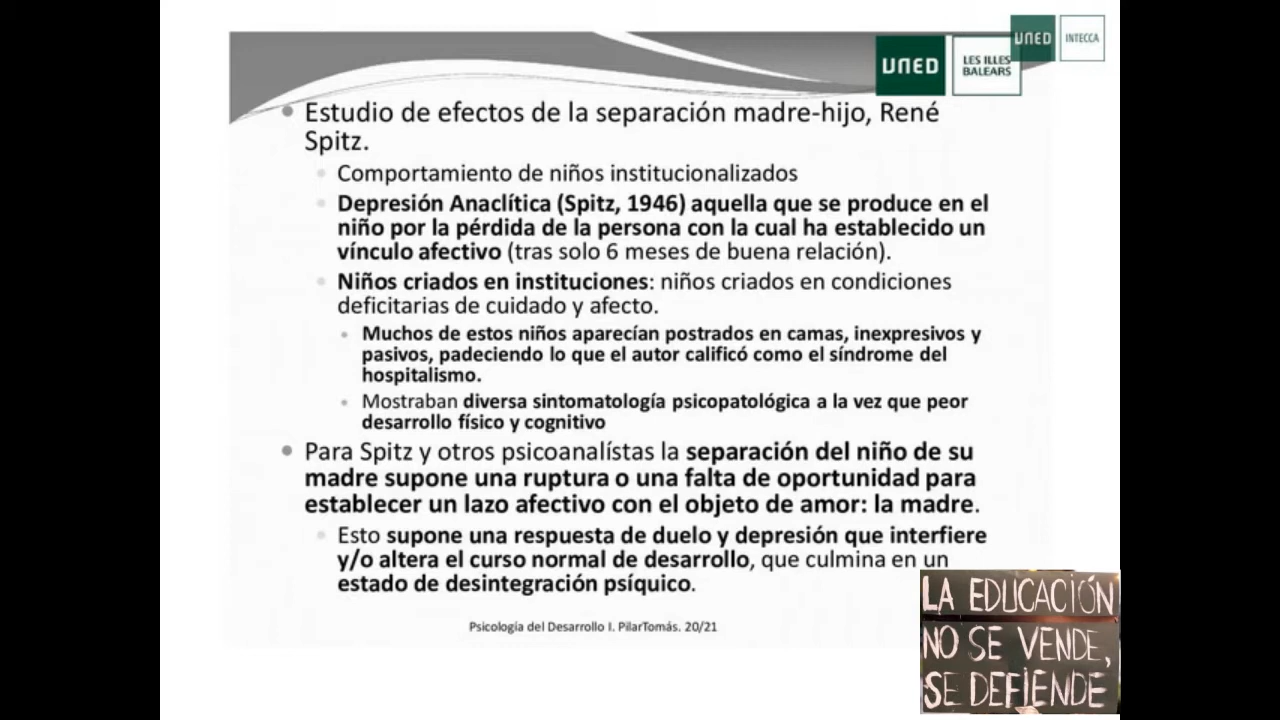 UNED
INTECCA
UNED
LES ILLES
BALEARS
Estudio de efectos de la separación madre-hijo, René
Spitz.
Comportamiento de niños institucionalizados
Depresión Anaclítica (Spitz, 1946) aquella que se produce en el
niño por la pérdida de la persona con la cual ha establecido un
vínculo afectivo (tras solo 6 meses de buena relación).
Niños criados en instituciones: niños criados en condiciones
deficitarias de cuidado y afecto.
Muchos de estos niños aparecían postrados en camas, inexpresivos y
pasivos, padeciendo lo que el autor calificó como el síndrome del
hospitalismo.
Mostraban diversa sintomatología psicopatológica a la vez que peor
desarrollo físico y cognitivo
Para Spitz y otros psicoanalístas la separación del niño de su
madre supone una ruptura o una falta de oportunidad para
establecer un lazo afectivo con el objeto de amor: la madre.
Esto supone una respuesta de duelo y depresión que interfiere
y/o altera el curso normal de desarrollo, que culmina en un
estado de desintegración psíquico.
Psicología del Desarrollo I. PilarTomás. 20/21
LA EDUCACIÓN
NO SE VENDE,
SE DEFIENDE